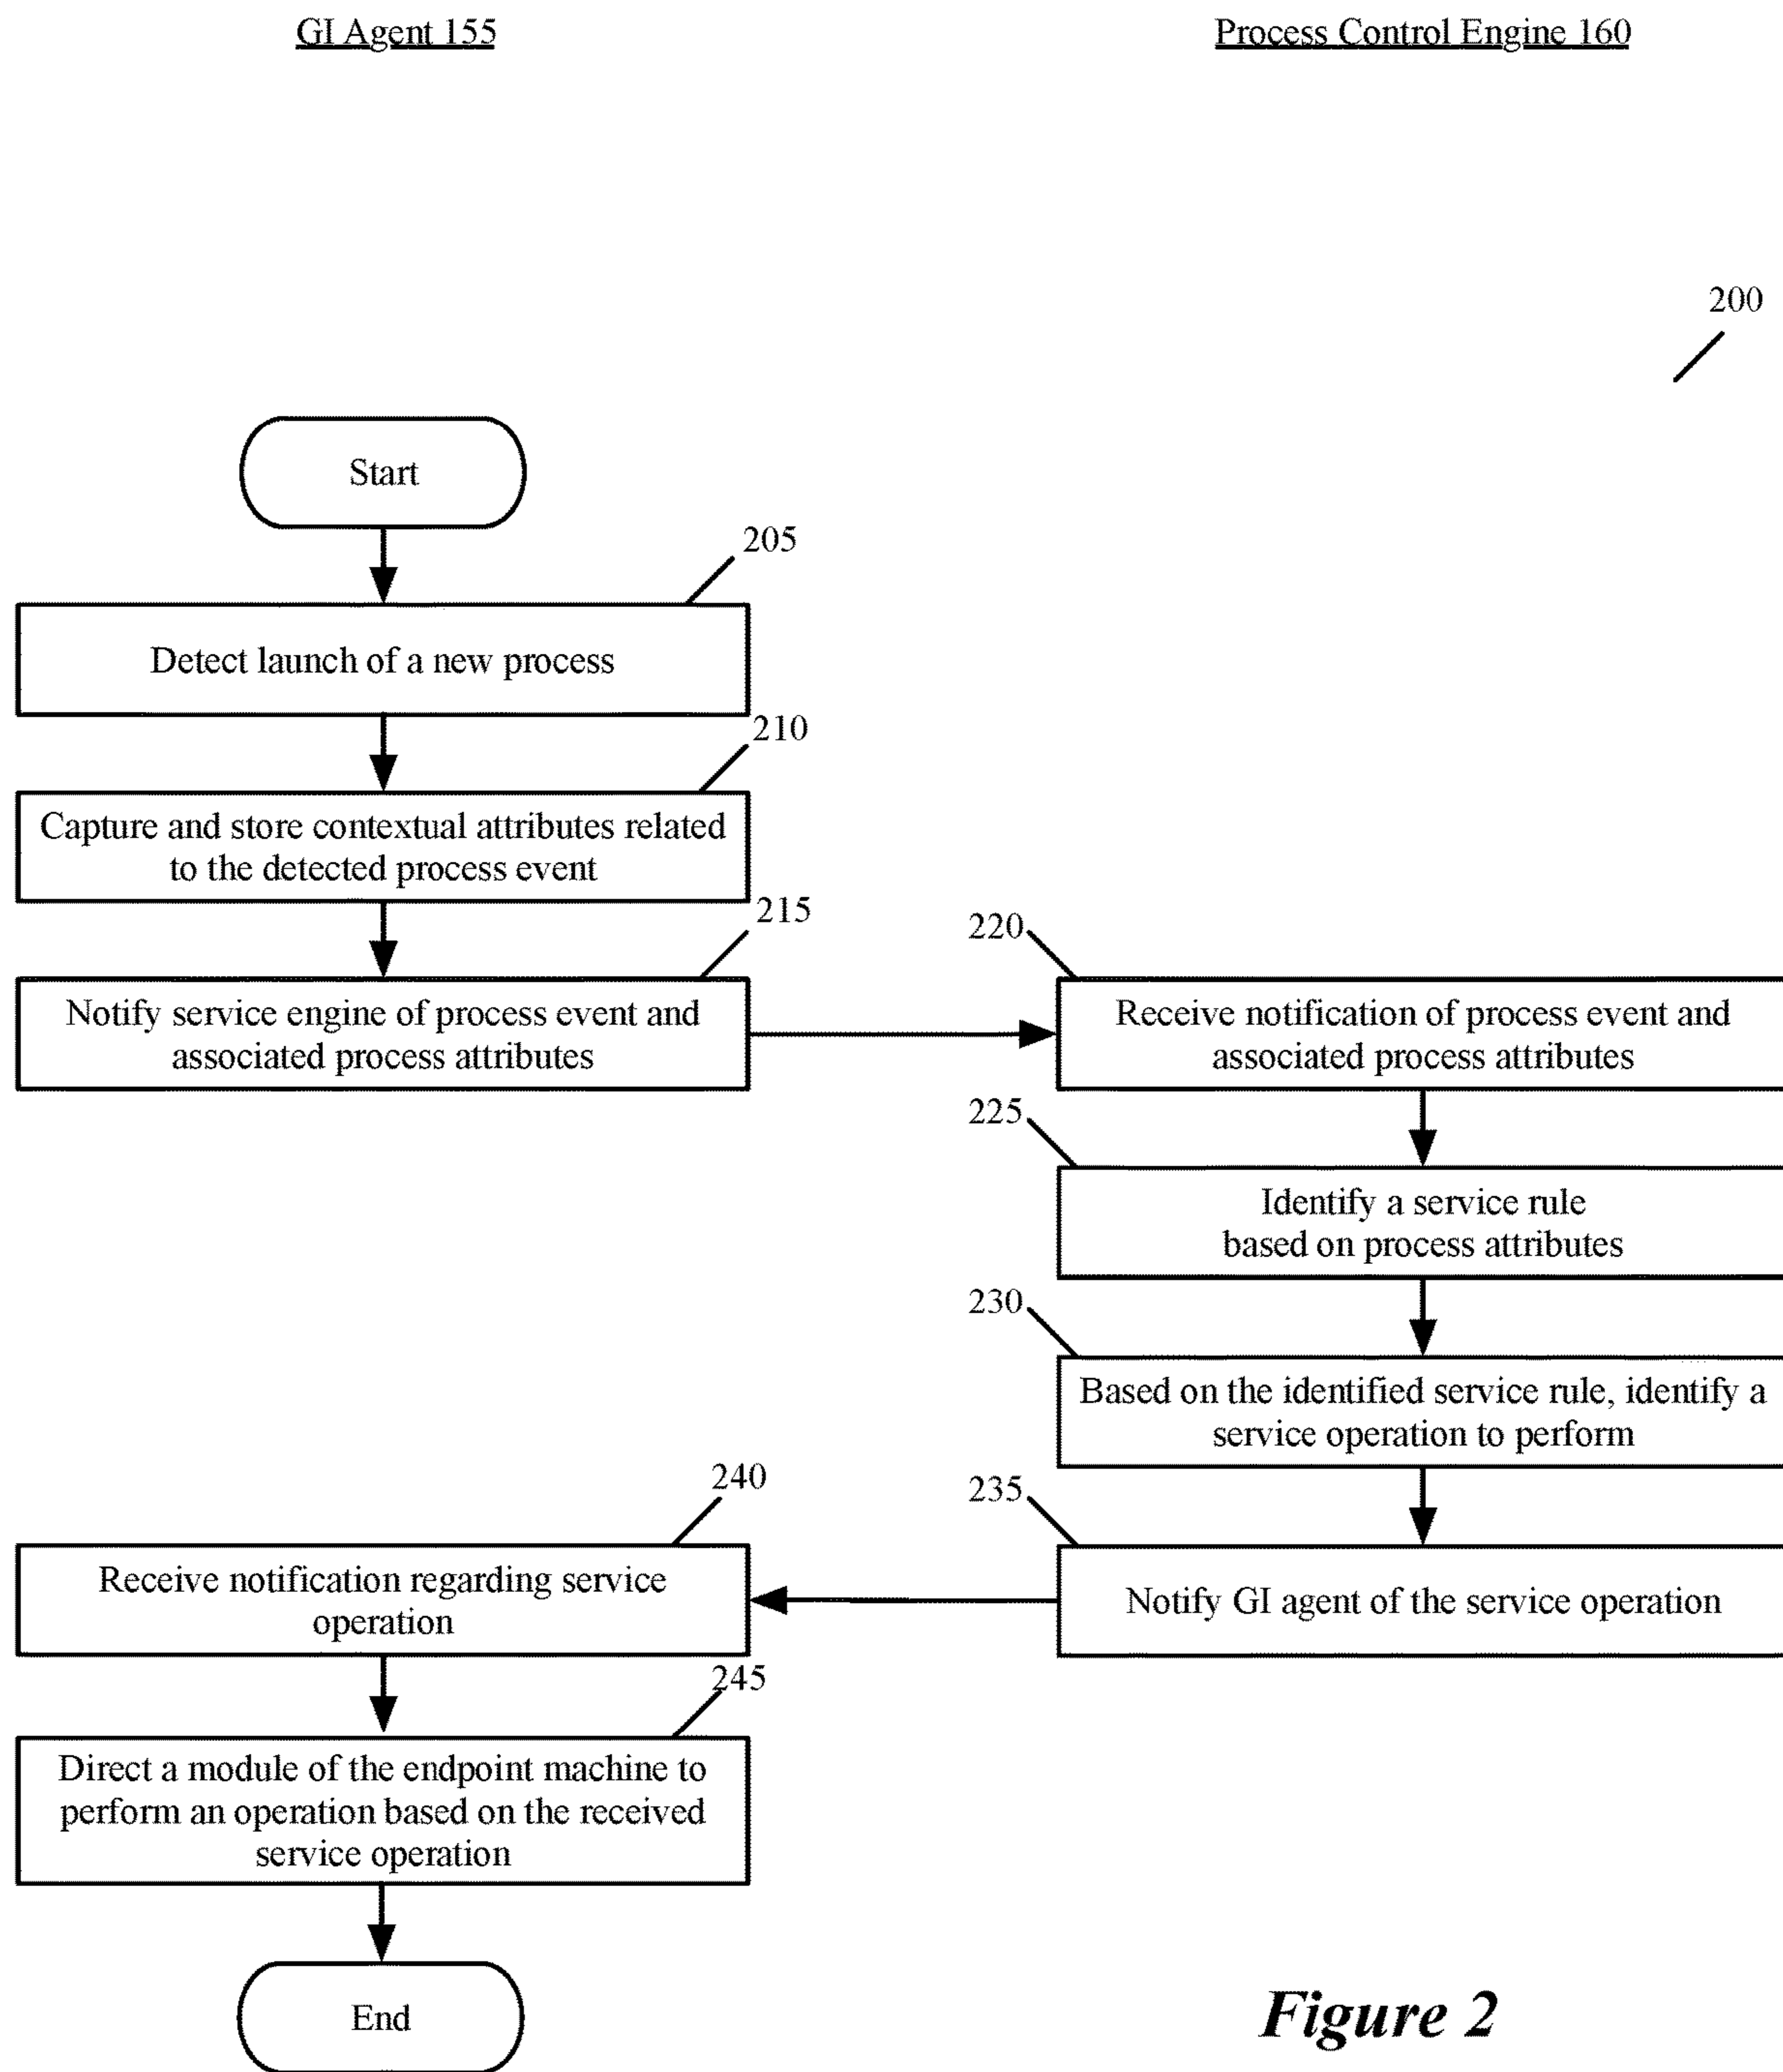 GI Agent 155
Process Control Engine 160
200
Start
205
Detect launch of a new process
210
Capture and store contextual attributes related
to the detected process event
215
Notify service engine of process event and
associated process attributes
220
Receive notification of process event and
associated process attributes
225
Identify a service rule
based on process attributes
230
Based on the identified service rule, identify a
service operation to perform
235
Notify GI agent of the service operation
240
Receive notification regarding service
operation
245
Direct a module of the endpoint machine to
perform an operation based on the received
service operation
End
Figure 2